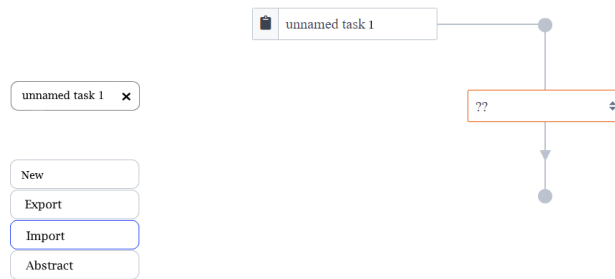 unnamed task 1
unnamed task 1
??
New
Export
Import
Abstract